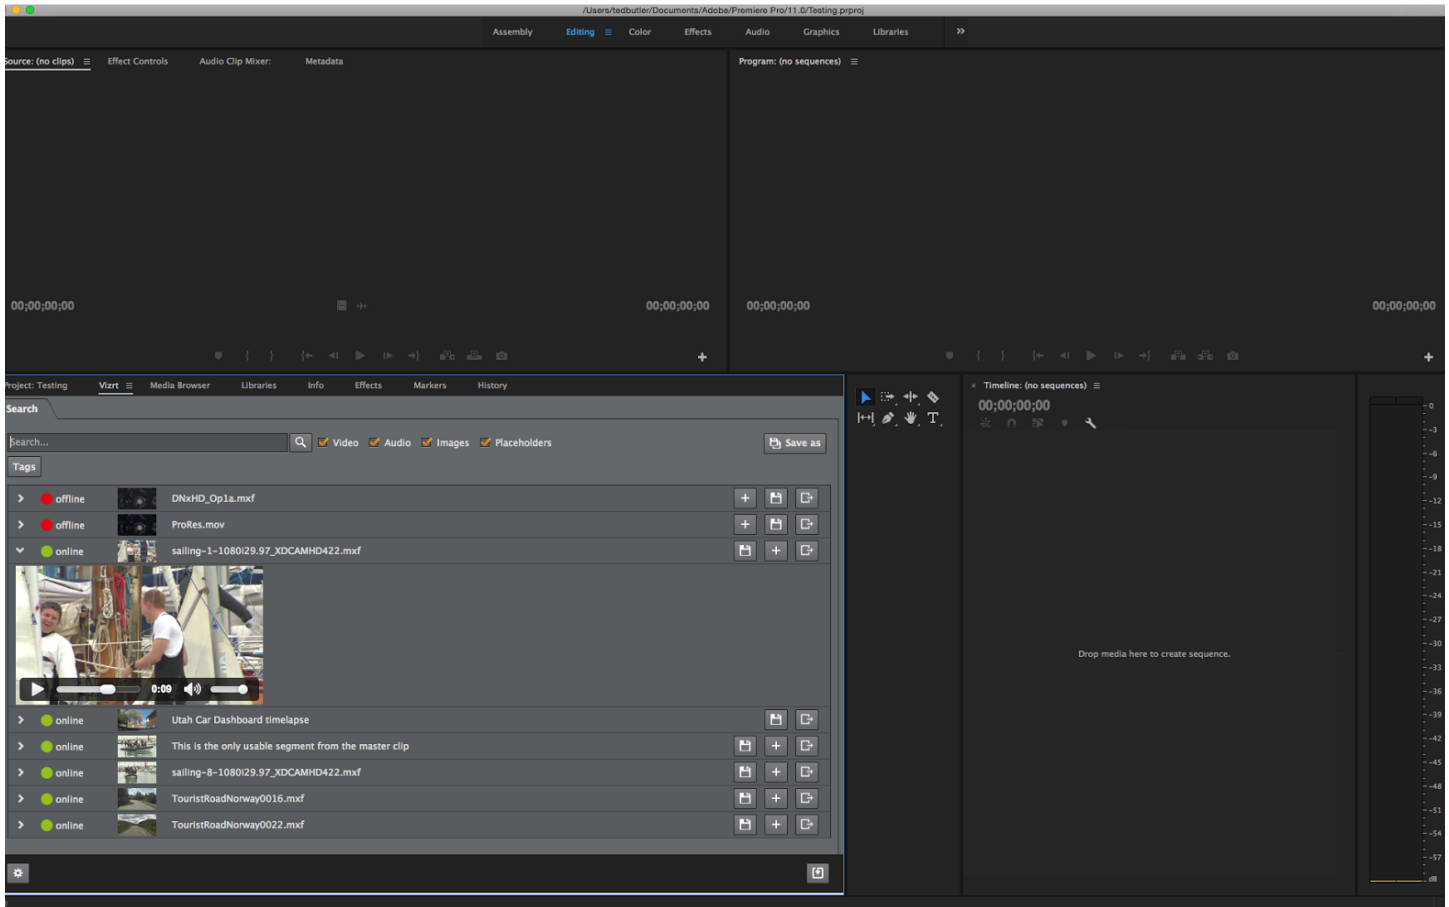 /Users/tedbutler/Documents/Adobe/Premiere Pro/11.0/Testing.prproj
Assembly Editing Color Effects Audio Graphics Libraries
Source: (no clips) Effect Controls Audio Clip Mixer: Metadata
Program: (no sequences)
00;00;00;00 00;00;00;00
00;00;00;00 00;00;00;00
Project: Testing Vizrt Media Browser Libraries Info Effects Markers History
Search
Search... Video Audio Images Placeholders Save as
Tags
offline DNxHD_Op1a.mxf
offline ProRes.mov
online sailing-1-1080i29.97_XDCAMHD422.mxf
0:09
online Utah Car Dashboard timelapse
online This is the only usable segment from the master clip
online sailing-8-1080i29.97_XDCAMHD422.mxf
online TouristRoadNorway0016.mxf
online TouristRoadNorway0022.mxf
T
× Timeline: (no sequences)
00;00;00;00
Drop media here to create sequence.
0
-3
-6
-9
-12
-15
-18
-21
-24
-27
-30
-33
-36
-39
-42
-45
-48
-51
-54
-57
dB